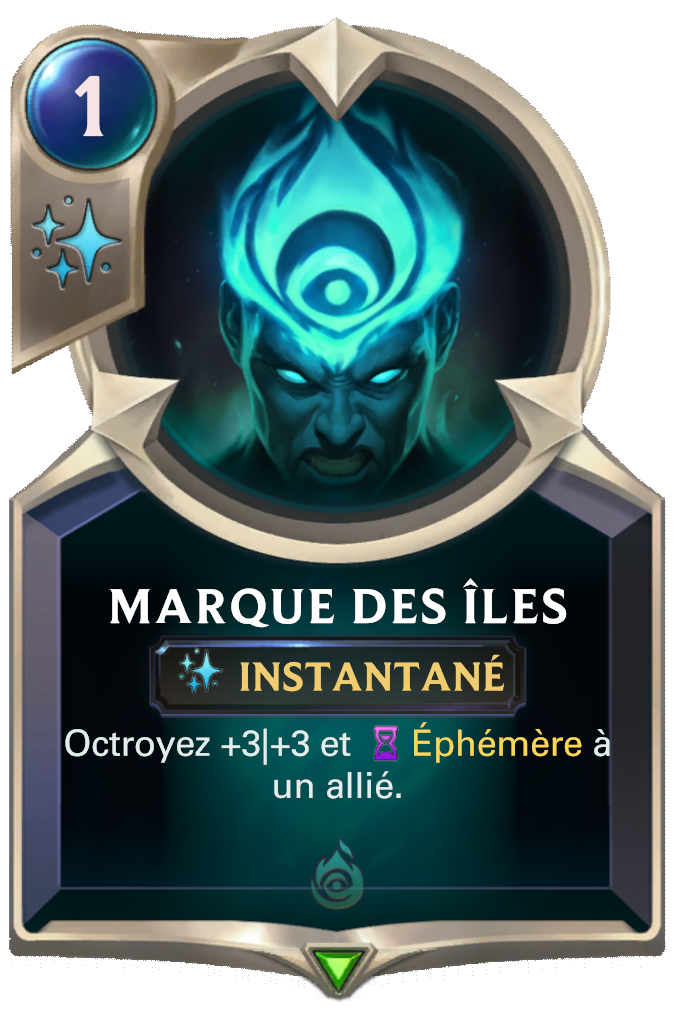 1
MARQUE DES ÎLES
INSTANTANÉ
Octroyez +3|+3 et Éphémère à
un allié.